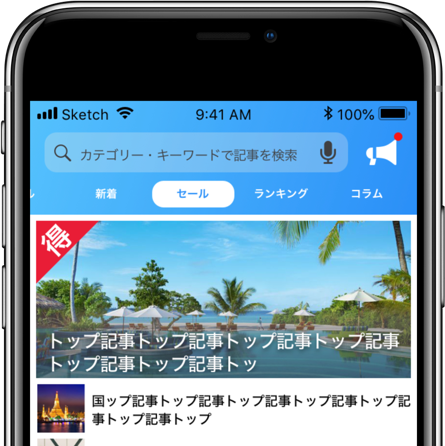 Sketch 9:41 AM 100%
カテゴリー・キーワードで記事を検索
ル 新着 セール ランキング コラム
得
トップ記事トップ記事トップ記事トップ記事
トップ記事トップ記事トッ
国ップ記事トップ記事トップ記事トップ記事トップ記
事トップ記事トップ